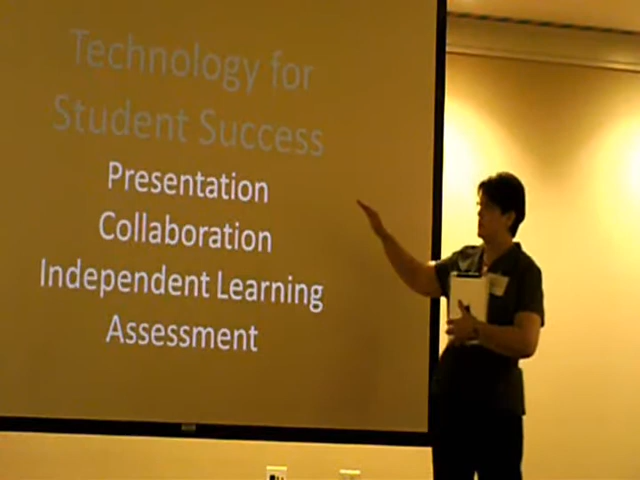 Technology for
Student Success
Presentation
Collaboration
Independent Learning
Assessment